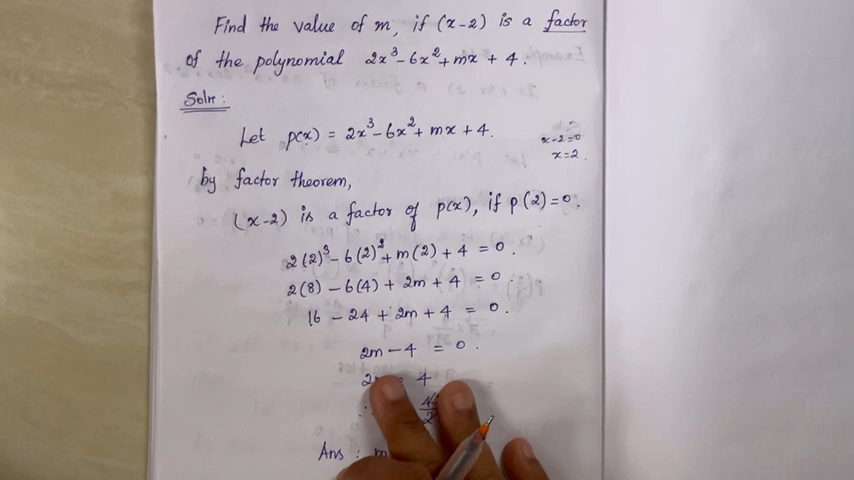 Find the value of m, if (x-2) is a factor
of the polynomial 2x³-6x²+mx+4.
Soln:
Let p(x) = 2x³-6x²+mx+4.
x-2=0
x=2.
by factor theorem,
(x-2) is a factor of p(x), if p(2)=0.
2(2)³-6(2)²+m(2)+4 = 0.
2(8)-6(4)+2m+4 = 0.
16-24+2m+4 = 0.
2m-4 = 0.
= 4
4
2
Ans : m